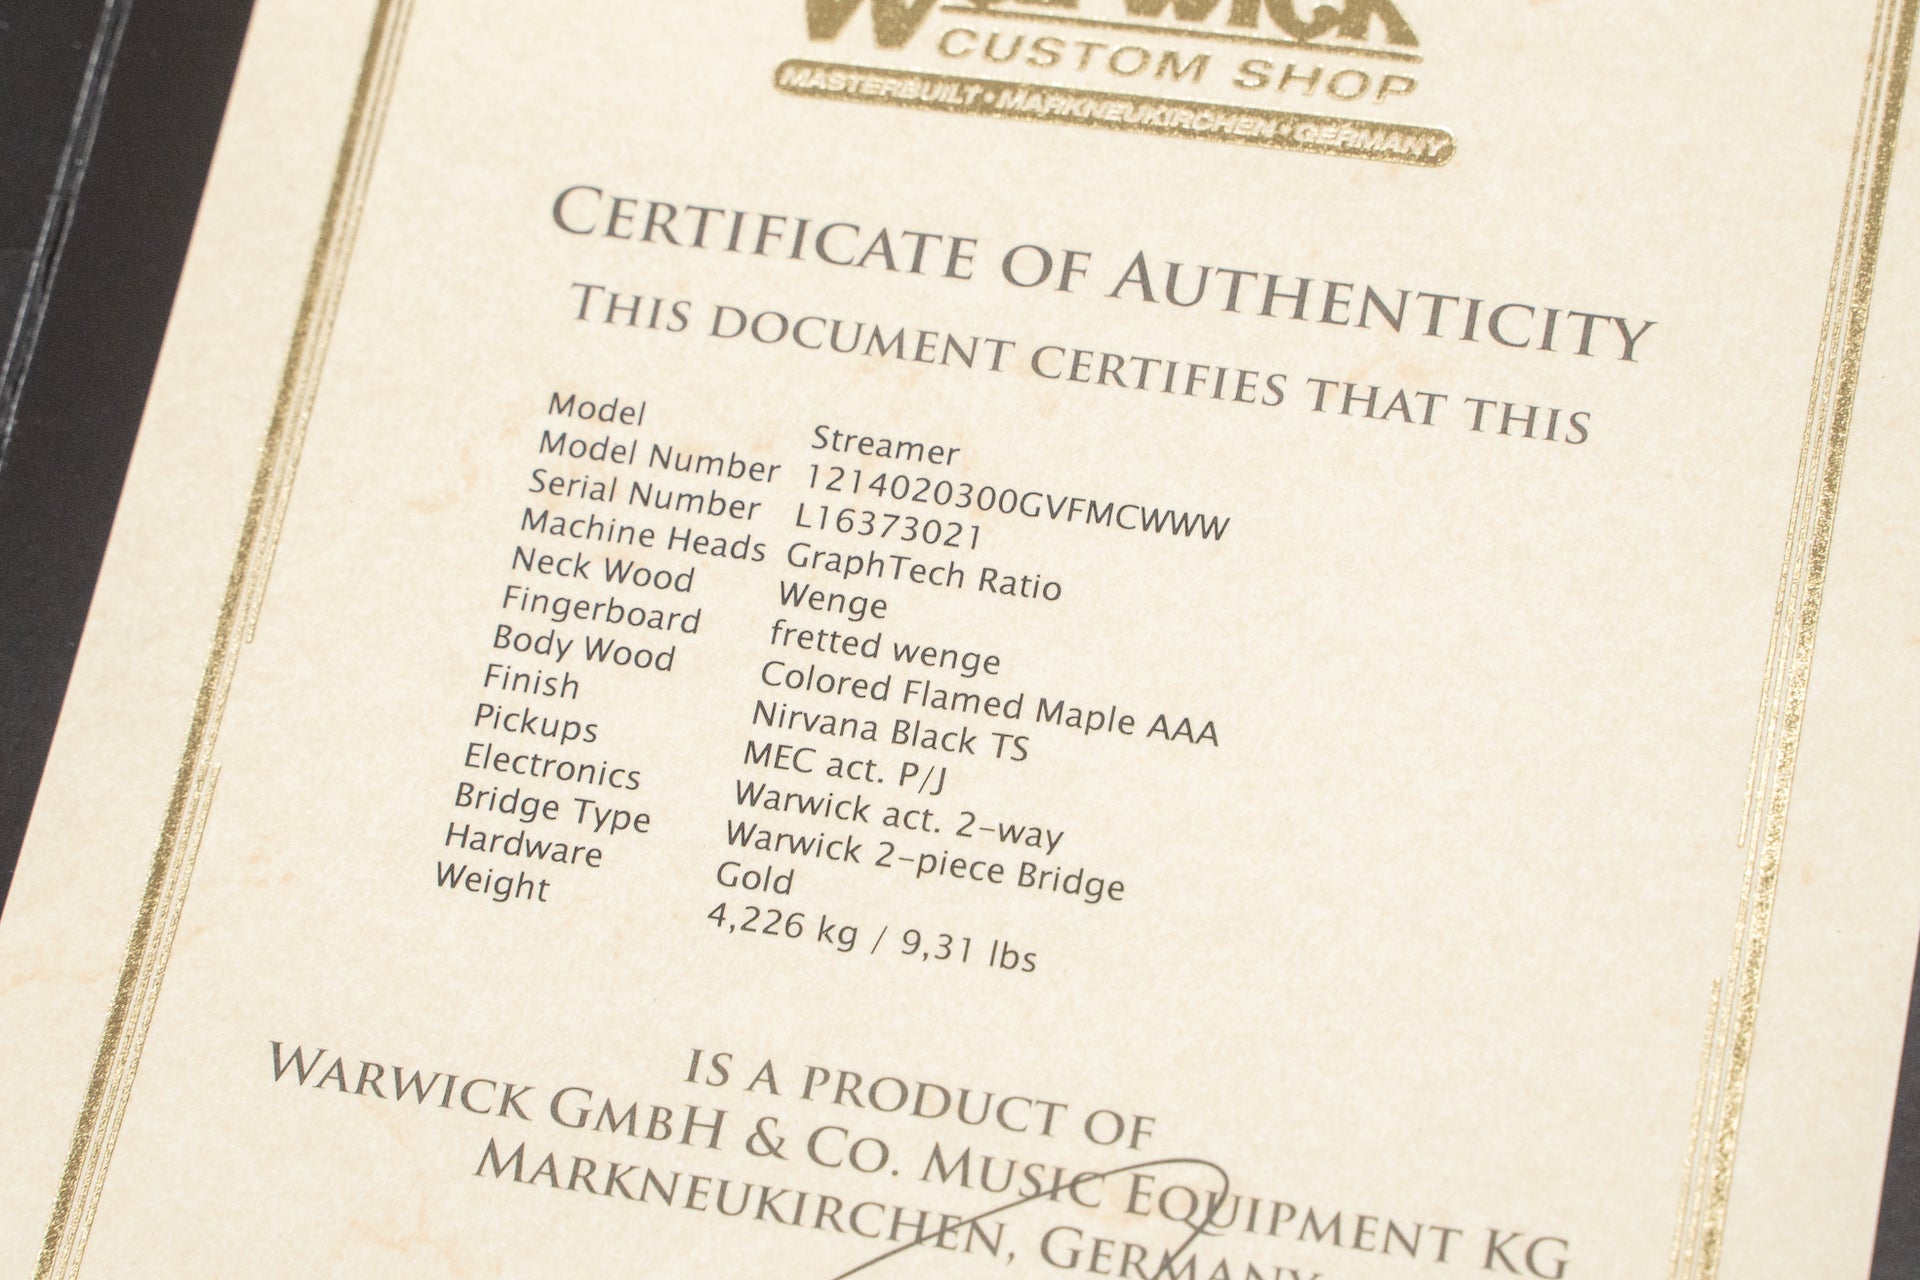 WARWICK
CUSTOM SHOP
MASTERBUILT • MARKNEUKIRCHEN • GERMANY
CERTIFICATE OF AUTHENTICITY
THIS DOCUMENT CERTIFIES THAT THIS
Model Streamer
Model Number 1214020300GVFMCWWW
Serial Number L16373021
Machine Heads GraphTech Ratio
Neck Wood Wenge
Fingerboard fretted wenge
Body Wood Colored Flamed Maple AAA
Finish Nirvana Black TS
Pickups MEC act. P/J
Electronics Warwick act. 2-way
Bridge Type Warwick 2-piece Bridge
Hardware Gold
Weight 4,226 kg / 9,31 lbs
IS A PRODUCT OF
WARWICK GMBH & CO. MUSIC EQUIPMENT KG
MARKNEUKIRCHEN, GERMANY